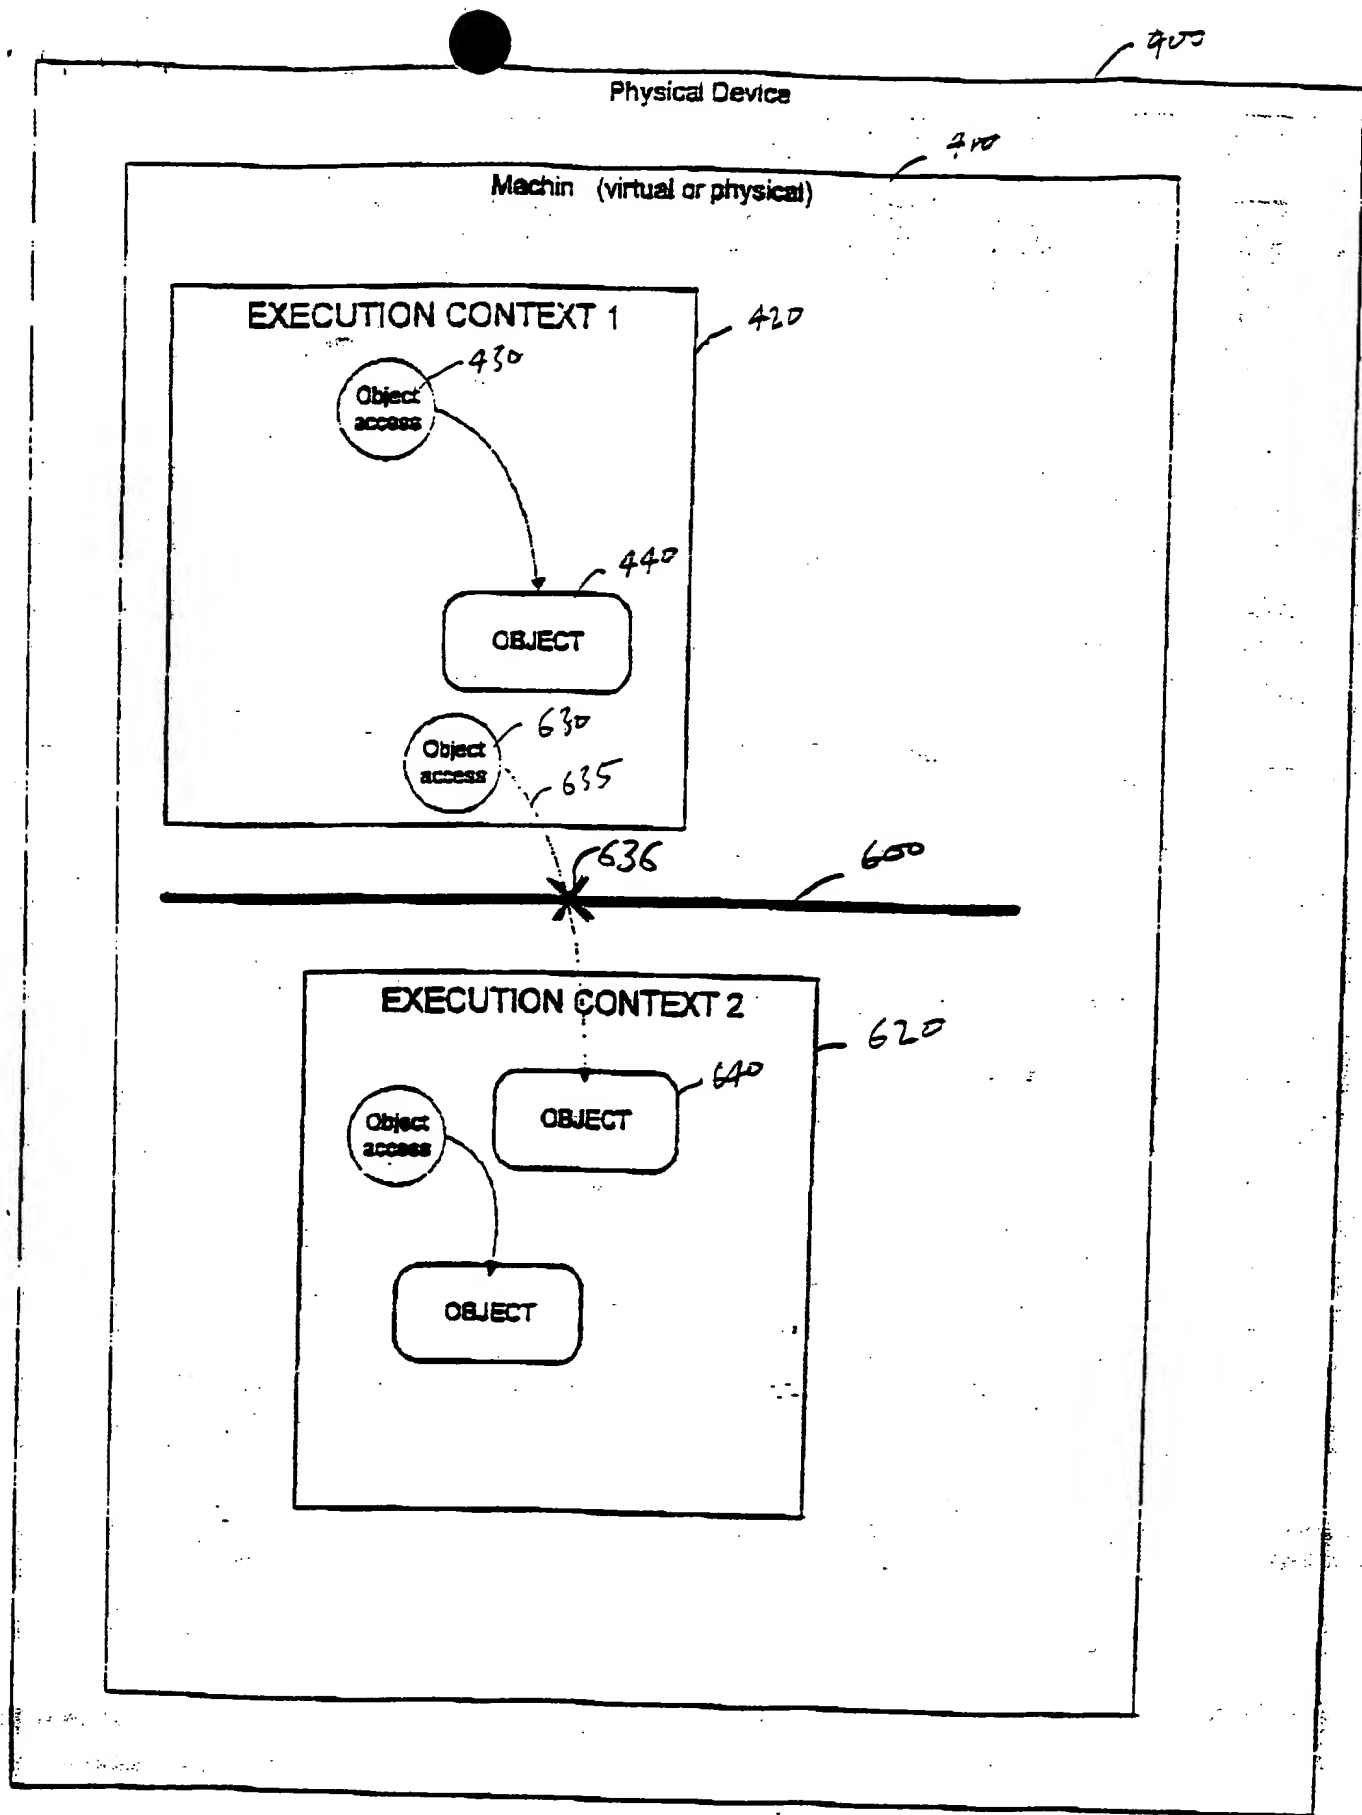 400
Physical Device
410
Machin (virtual or physical)
EXECUTION CONTEXT 1
420
430
Object
access
440
OBJECT
630
Object
access
635
636
600
EXECUTION CONTEXT 2
620
640
OBJECT
Object
access
OBJECT